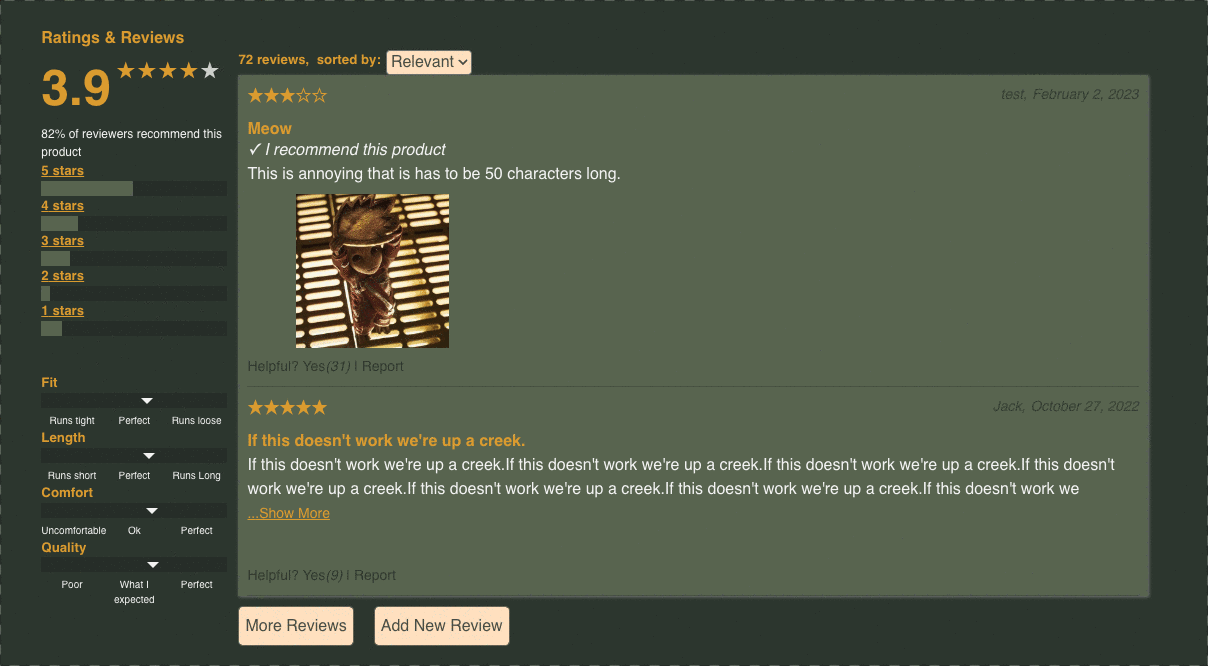 Ratings & Reviews
3.9 ★★★★★
82% of reviewers recommend this
product
5 stars
4 stars
3 stars
2 stars
1 stars
Fit
Runs tight Perfect Runs loose
Length
Runs short Perfect Runs Long
Comfort
Uncomfortable Ok Perfect
Quality
Poor What I expected Perfect
72 reviews, sorted by: Relevant
★★★☆☆ test, February 2, 2023
Meow
✓ I recommend this product
This is annoying that is has to be 50 characters long.
Helpful? Yes(31) | Report
★★★★★ Jack, October 27, 2022
If this doesn't work we're up a creek.
If this doesn't work we're up a creek.If this doesn't work we're up a creek.If this doesn't work we're up a creek.If this doesn't
work we're up a creek.If this doesn't work we're up a creek.If this doesn't work we're up a creek.If this doesn't work we
...Show More
Helpful? Yes(9) | Report
More Reviews Add New Review